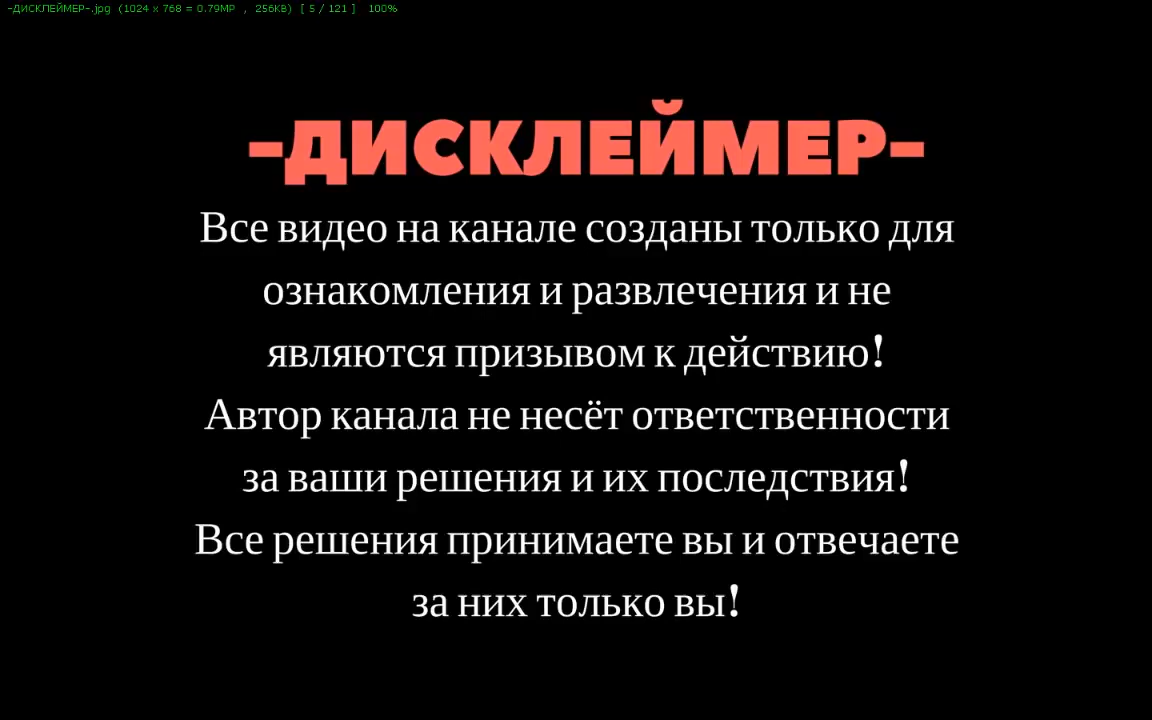 -ДИСКЛЕЙМЕР-.jpg (1024 x 768 = 0.79MP , 256KB) [ 5 / 121 ] 100%
-ДИСКЛЕЙМЕР-
Все видео на канале созданы только для
ознакомления и развлечения и не
являются призывом к действию!
Автор канала не несёт ответственности
за ваши решения и их последствия!
Все решения принимаете вы и отвечаете
за них только вы!